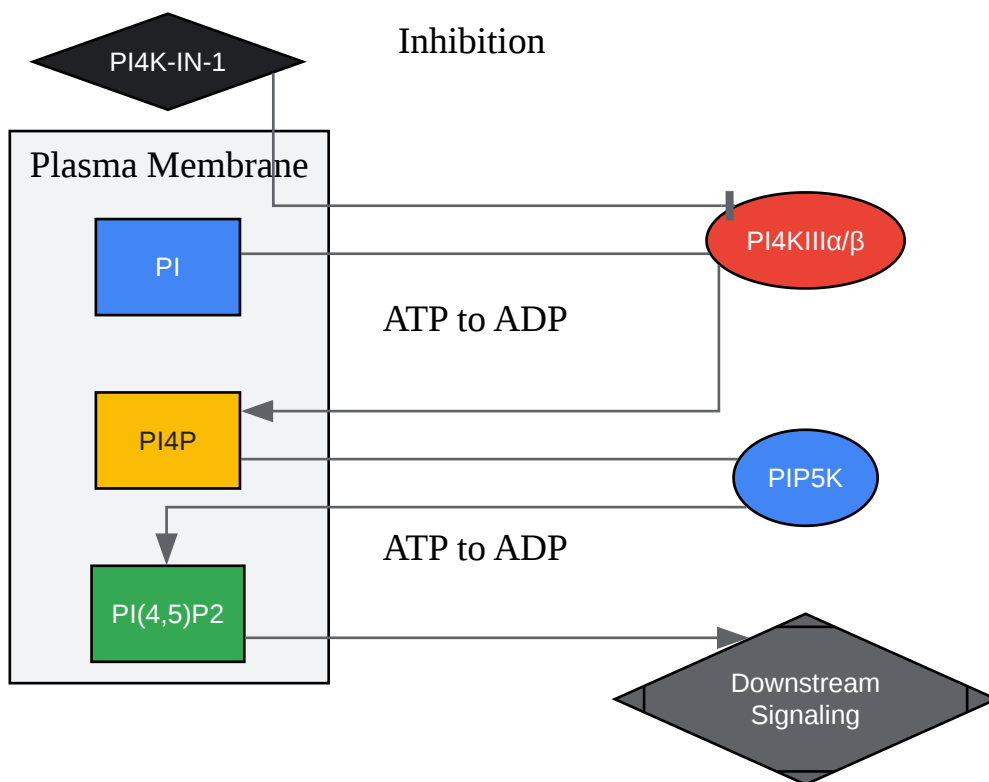 PI4K-IN-1
Inhibition
Plasma Membrane
PI
PI4KIIIα/β
ATP to ADP
PI4P
PIP5K
ATP to ADP
PI(4,5)P2
Downstream
Signaling